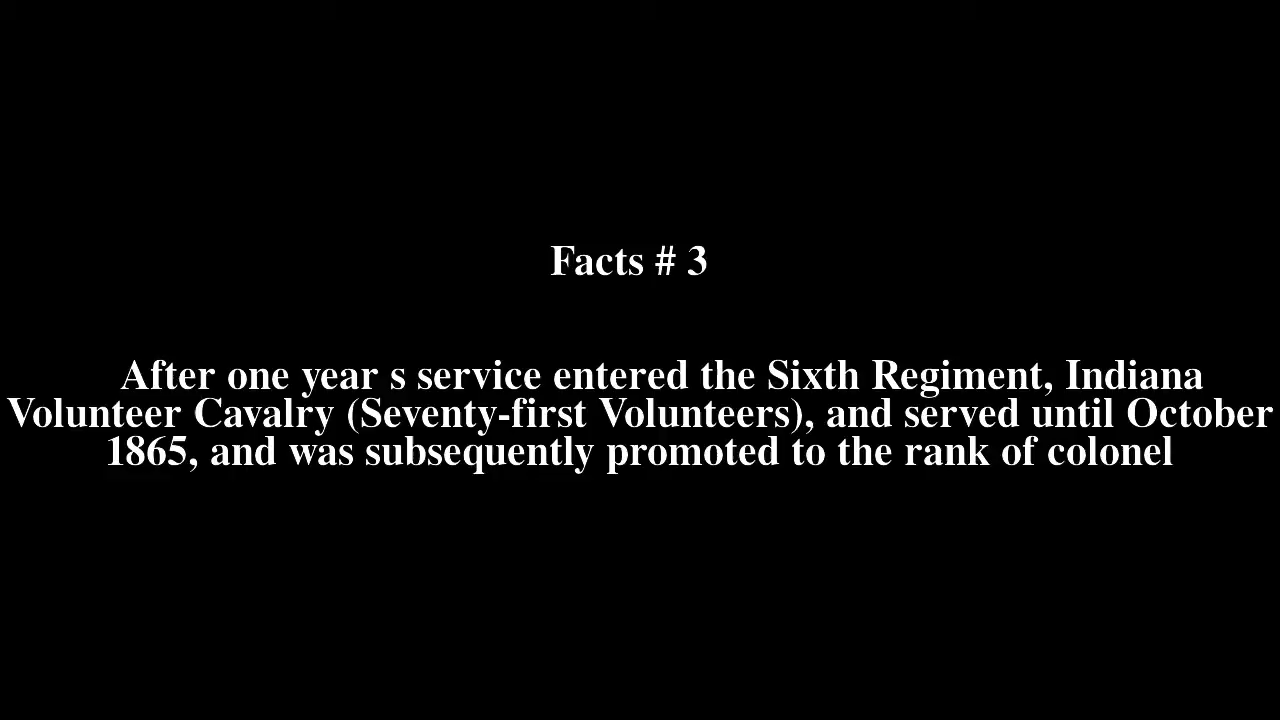 Facts # 3
After one year s service entered the Sixth Regiment, Indiana
Volunteer Cavalry (Seventy-first Volunteers), and served until October
1865, and was subsequently promoted to the rank of colonel